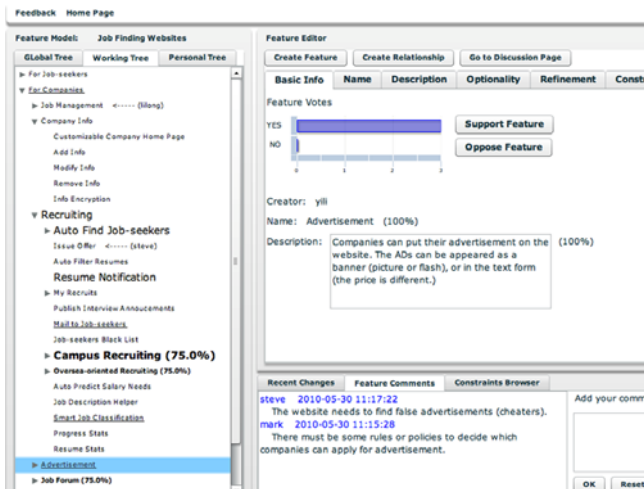 Feedback Home Page
Feature Model: Job Finding Websites
GLobal Tree Working Tree Personal Tree
For Job-seekers
For Companies
Job Management <----- (lilong)
Company Info
Customizable Company Home Page
Add Info
Modify Info
Remove Info
Info Encryption
Recruiting
Auto Find Job-seekers
Issue Offer <----- (steve)
Auto Filter Resumes
Resume Notification
My Recruits
Publish Interview Annoucements
Mail to Job-seekers
Job-seekers Black List
Campus Recruiting (75.0%)
Oversea-oriented Recruiting (75.0%)
Auto Predict Salary Needs
Job Description Helper
Smart Job Classification
Progress Stats
Resume Stats
Advertisement
Job Forum (75.0%)
Feature Editor
Create Feature Create Relationship Go to Discussion Page
Basic Info Name Description Optionality Refinement Constr
Feature Votes
YES
NO
0 1 2 3
Support Feature
Oppose Feature
Creator: yili
Name: Advertisement (100%)
Description: Companies can put their advertisement on the (100%)
website. The ADs can be appeared as a
banner (picture or flash), or in the text form
(the price is different.)
Recent Changes Feature Comments Constraints Browser
steve 2010-05-30 11:17:22
The website needs to find false advertisements (cheaters).
mark 2010-05-30 11:15:28
There must be some rules or policies to decide which
companies can apply for advertisement.
Add your comm
OK Reset